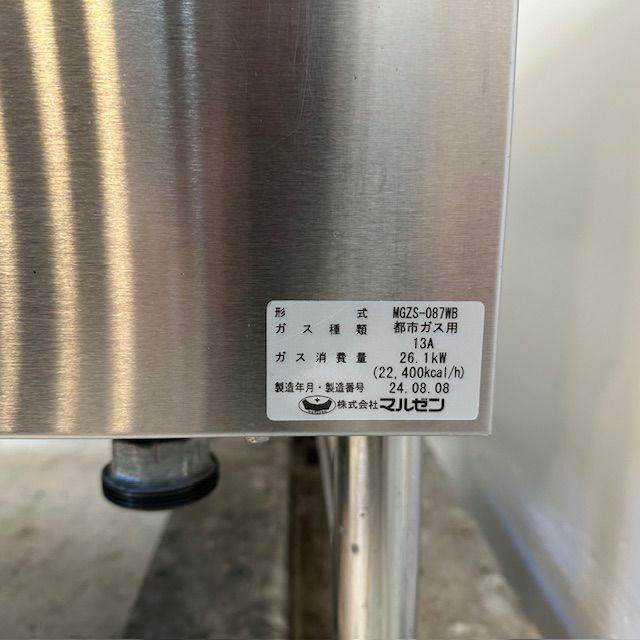 形 式 MGZS-087WB
ガス種類 都市ガス用
13A
ガス消費量 26.1kW
(22,400kcal/h)
製造年月・製造番号 24.08.08
株式会社マルゼン